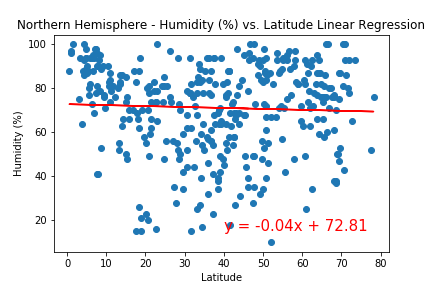 Northern Hemisphere - Humidity (%) vs. Latitude Linear Regression
100
80
60
40
20
Humidity (%)
y = -0.04x + 72.81
0 10 20 30 40 50 60 70 80
Latitude